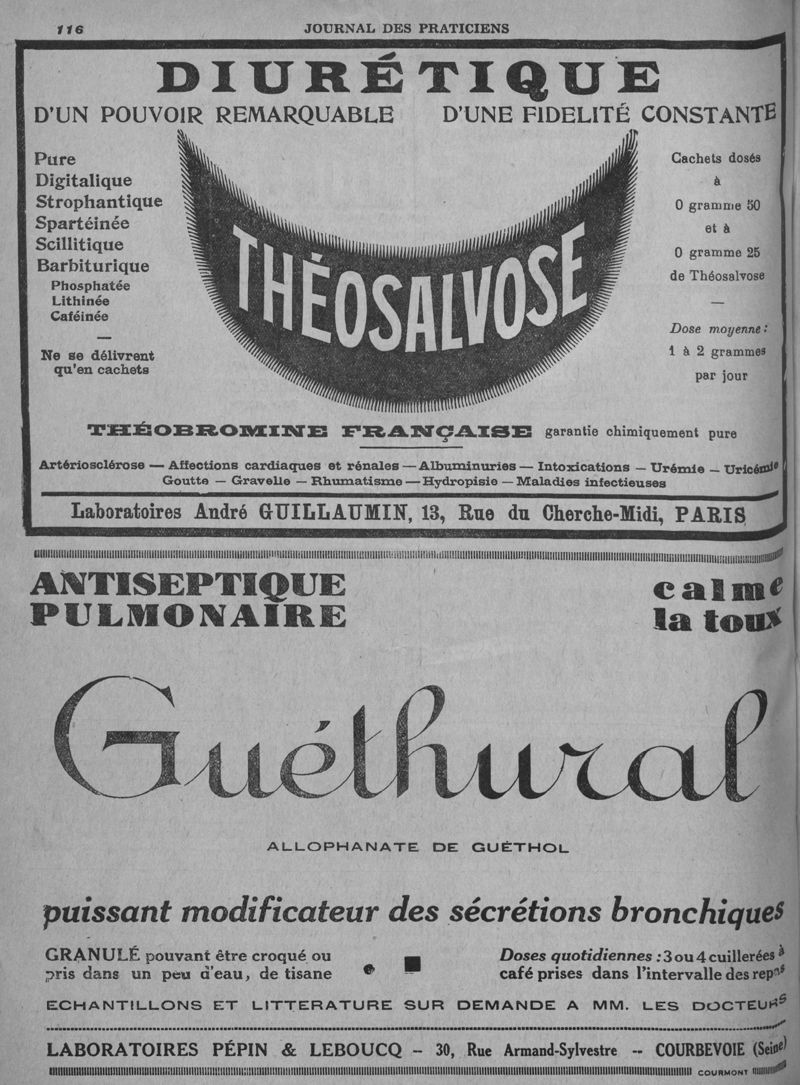 116
JOURNAL DES PRATICIENS
DIURÉTIQUE
D'UN POUVOIR REMARQUABLE D'UNE FIDELITÉ CONSTANTE
Pure
Digitalique
Strophantique
Spartéinée
Scillitique
Barbiturique
Phosphatée
Lithinée
Caféinée
—
Ne se délivrent
qu'en cachets
THÉOSALVOSE
Cachets dosés
à
0 gramme 50
et à
0 gramme 25
de Théosalvose
—
Dose moyenne :
1 à 2 grammes
par jour
THÉOBROMINE FRANÇAISE garantie chimiquement pure
Artériosclérose — Affections cardiaques et rénales — Albuminuries — Intoxications — Urémie — Uricémie
Goutte — Gravelle — Rhumatisme — Hydropisie — Maladies infectieuses
Laboratoires André GUILLAUMIN, 13, Rue du Cherche-Midi, PARIS
ANTISEPTIQUE
PULMONAIRE
calme
la toux
Guéthural
ALLOPHANATE DE GUÉTHOL
puissant modificateur des sécrétions bronchiques
GRANULÉ pouvant être croqué ou
pris dans un peu d'eau, de tisane
Doses quotidiennes : 3 ou 4 cuillerées à
café prises dans l'intervalle des repas
ECHANTILLONS ET LITTERATURE SUR DEMANDE A MM. LES DOCTEURS
LABORATOIRES PÉPIN & LEBOUCQ -- 30, Rue Armand-Sylvestre -- COURBEVOIE (Seine)
COURMONT